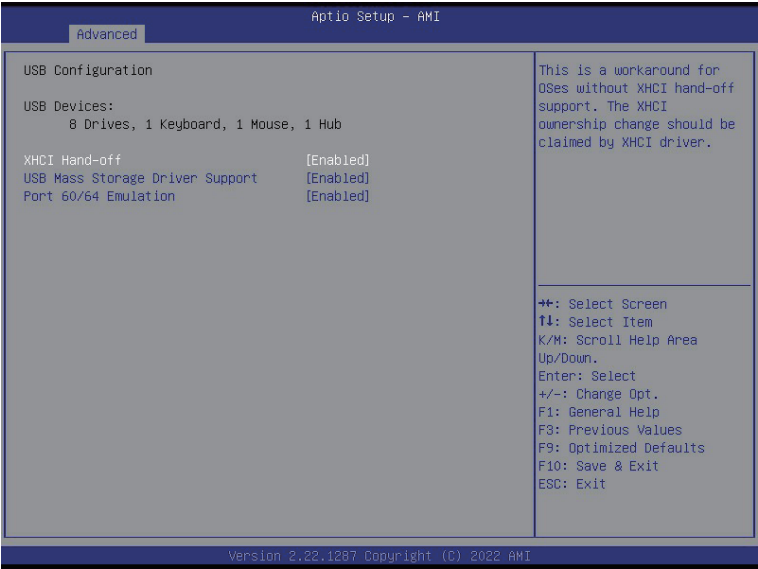 Aptio Setup – AMI
Advanced
USB Configuration
USB Devices:
8 Drives, 1 Keyboard, 1 Mouse, 1 Hub
XHCI Hand-off [Enabled]
USB Mass Storage Driver Support [Enabled]
Port 60/64 Emulation [Enabled]
This is a workaround for
OSes without XHCI hand-off
support. The XHCI
ownership change should be
claimed by XHCI driver.
→←: Select Screen
↑↓: Select Item
K/M: Scroll Help Area
Up/Down.
Enter: Select
+/-: Change Opt.
F1: General Help
F3: Previous Values
F9: Optimized Defaults
F10: Save & Exit
ESC: Exit
Version 2.22.1287 Copyright (C) 2022 AMI